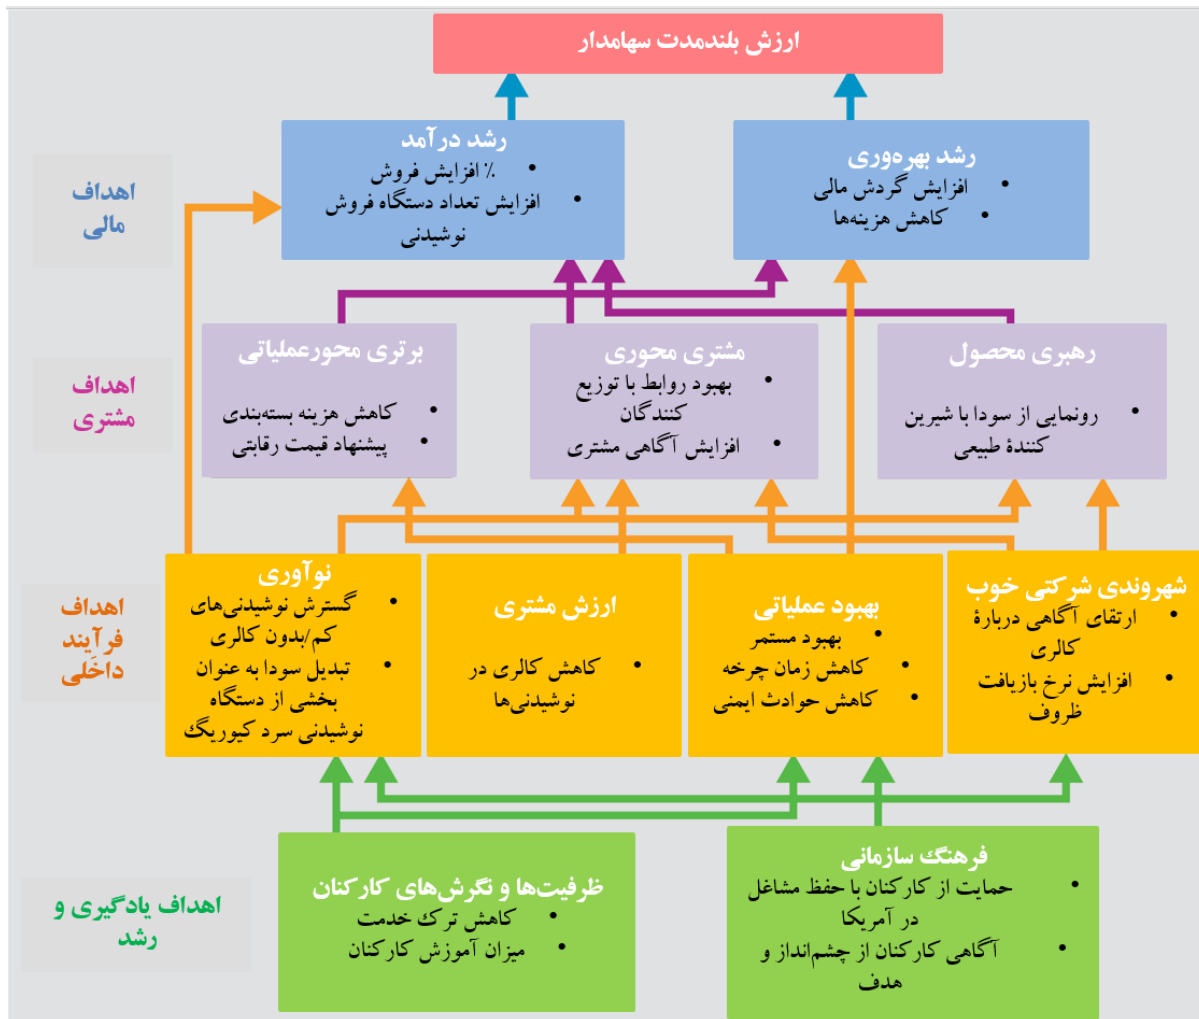 ارزش بلندمدت سهامدار
اهداف
مالی
رشد بهره‌وری
• افزایش گردش مالی
• کاهش هزینه‌ها
رشد درآمد
• ٪ افزایش فروش
• افزایش تعداد دستگاه فروش
نوشیدنی
اهداف
مشتری
رهبری محصول
• رونمایی از سودا با شیرین
کنندهٔ طبیعی
مشتری محوری
• بهبود روابط با توزیع
کنندگان
• افزایش آگاهی مشتری
برتری محورعملیاتی
• کاهش هزینه بسته‌بندی
• پیشنهاد قیمت رقابتی
اهداف
فرآیند
داخلی
شهروندی شرکتی خوب
• ارتقای آگاهی دربارهٔ
کالری
• افزایش نرخ بازیافت
ظروف
بهبود عملیاتی
• بهبود مستمر
• کاهش زمان چرخه
• کاهش حوادث ایمنی
ارزش مشتری
• کاهش کالری در
نوشیدنی‌ها
نوآوری
• گسترش نوشیدنی‌های
کم/بدون کالری
• تبدیل سودا به عنوان
بخشی از دستگاه
نوشیدنی سرد کیوریگ
اهداف یادگیری و
رشد
فرهنگ سازمانی
• حمایت از کارکنان با حفظ مشاغل
در آمریکا
• آگاهی کارکنان از چشم‌انداز و
هدف
ظرفیت‌ها و نگرش‌های کارکنان
• کاهش ترک خدمت
• میزان آموزش کارکنان